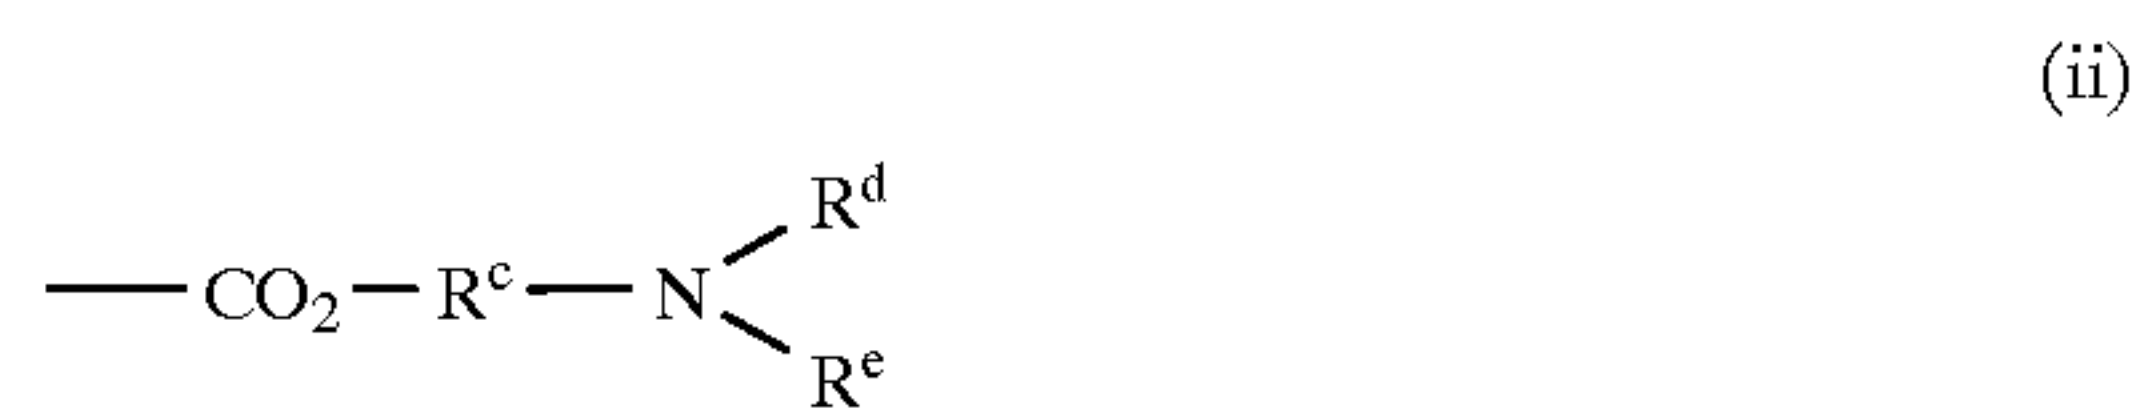 (ii)
R^d
—CO₂—R^c—N
R^e